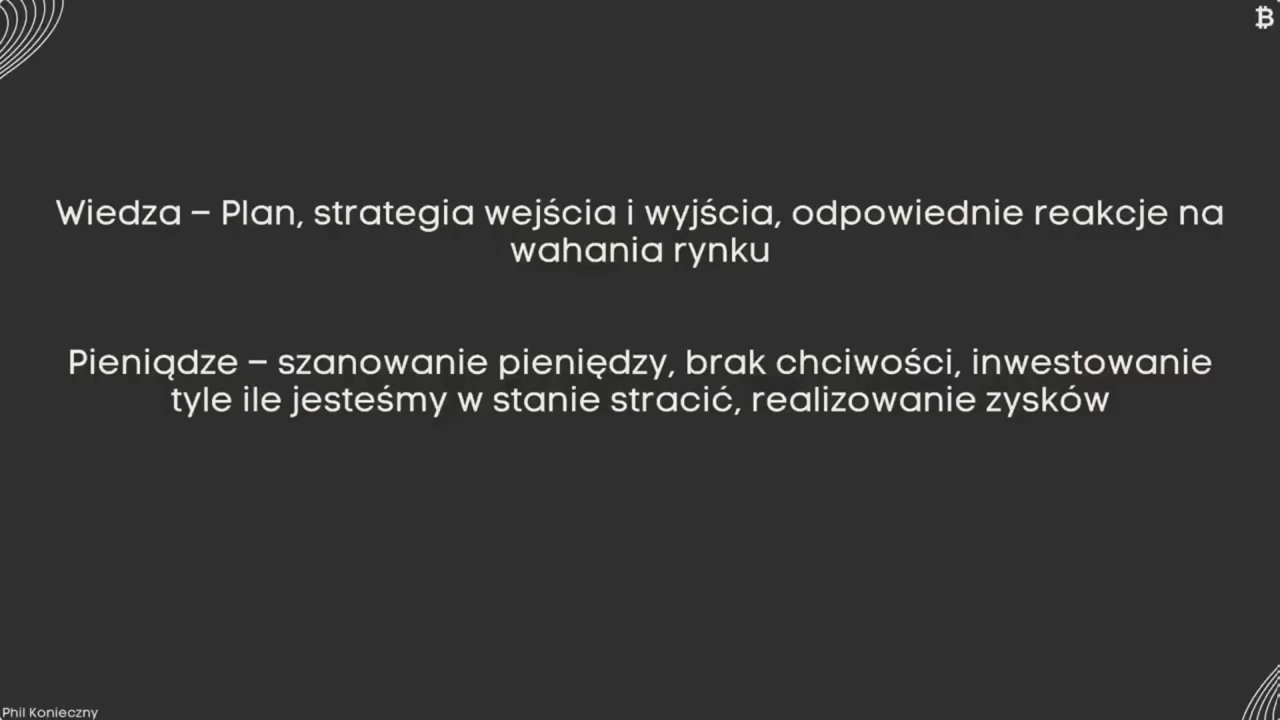 Wiedza – Plan, strategia wejścia i wyjścia, odpowiednie reakcje na
wahania rynku
Pieniądze – szanowanie pieniędzy, brak chciwości, inwestowanie
tyle ile jesteśmy w stanie stracić, realizowanie zysków
Phil Konieczny